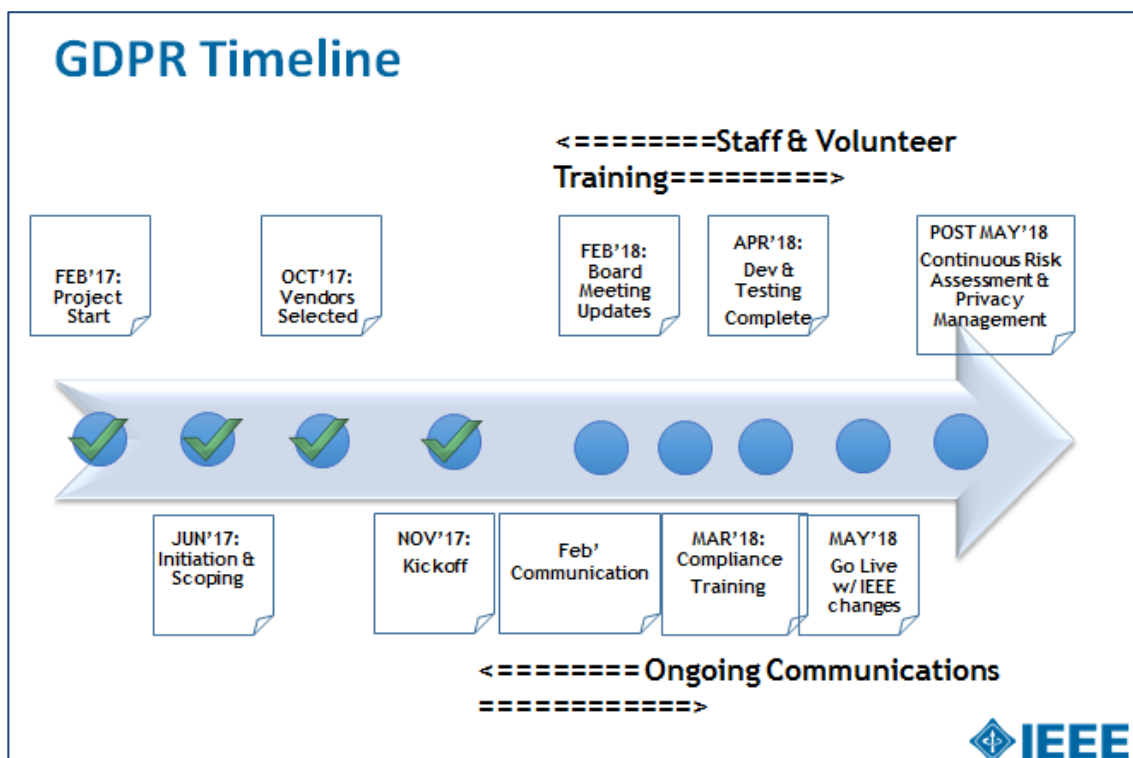 GDPR Timeline
<========Staff & Volunteer
Training=========>
FEB'17:
Project
Start
OCT'17:
Vendors
Selected
FEB'18:
Board
Meeting
Updates
APR'18:
Dev &
Testing
Complete
POST MAY'18
Continuous Risk
Assessment &
Privacy
Management
JUN'17:
Initiation &
Scoping
NOV'17:
Kickoff
Feb'
Communication
MAR'18:
Compliance
Training
MAY'18
Go Live
w/ IEEE
changes
<======== Ongoing Communications
============>
IEEE